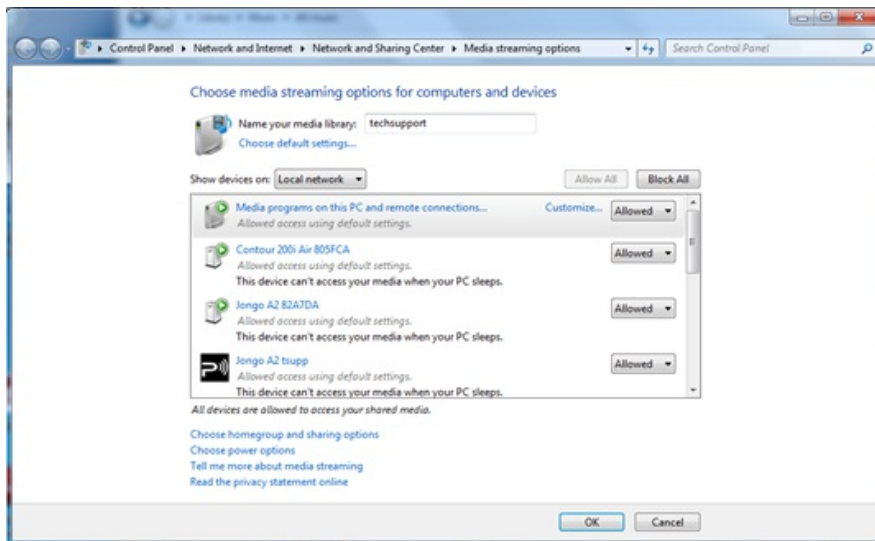 Control Panel ▸ Network and Internet ▸ Network and Sharing Center ▸ Media streaming options
Search Control Panel
Choose media streaming options for computers and devices
Name your media library: techsupport
Choose default settings...
Show devices on: Local network Allow All Block All
Media programs on this PC and remote connections... Customize... Allowed
Allowed access using default settings.
Contour 200i Air 805FCA Allowed
Allowed access using default settings.
This device can't access your media when your PC sleeps.
Jongo A2 82A7DA Allowed
Allowed access using default settings.
This device can't access your media when your PC sleeps.
Jongo A2 tsupp Allowed
Allowed access using default settings.
This device can't access your media when your PC sleeps.
All devices are allowed to access your shared media.
Choose homegroup and sharing options
Choose power options
Tell me more about media streaming
Read the privacy statement online
OK Cancel